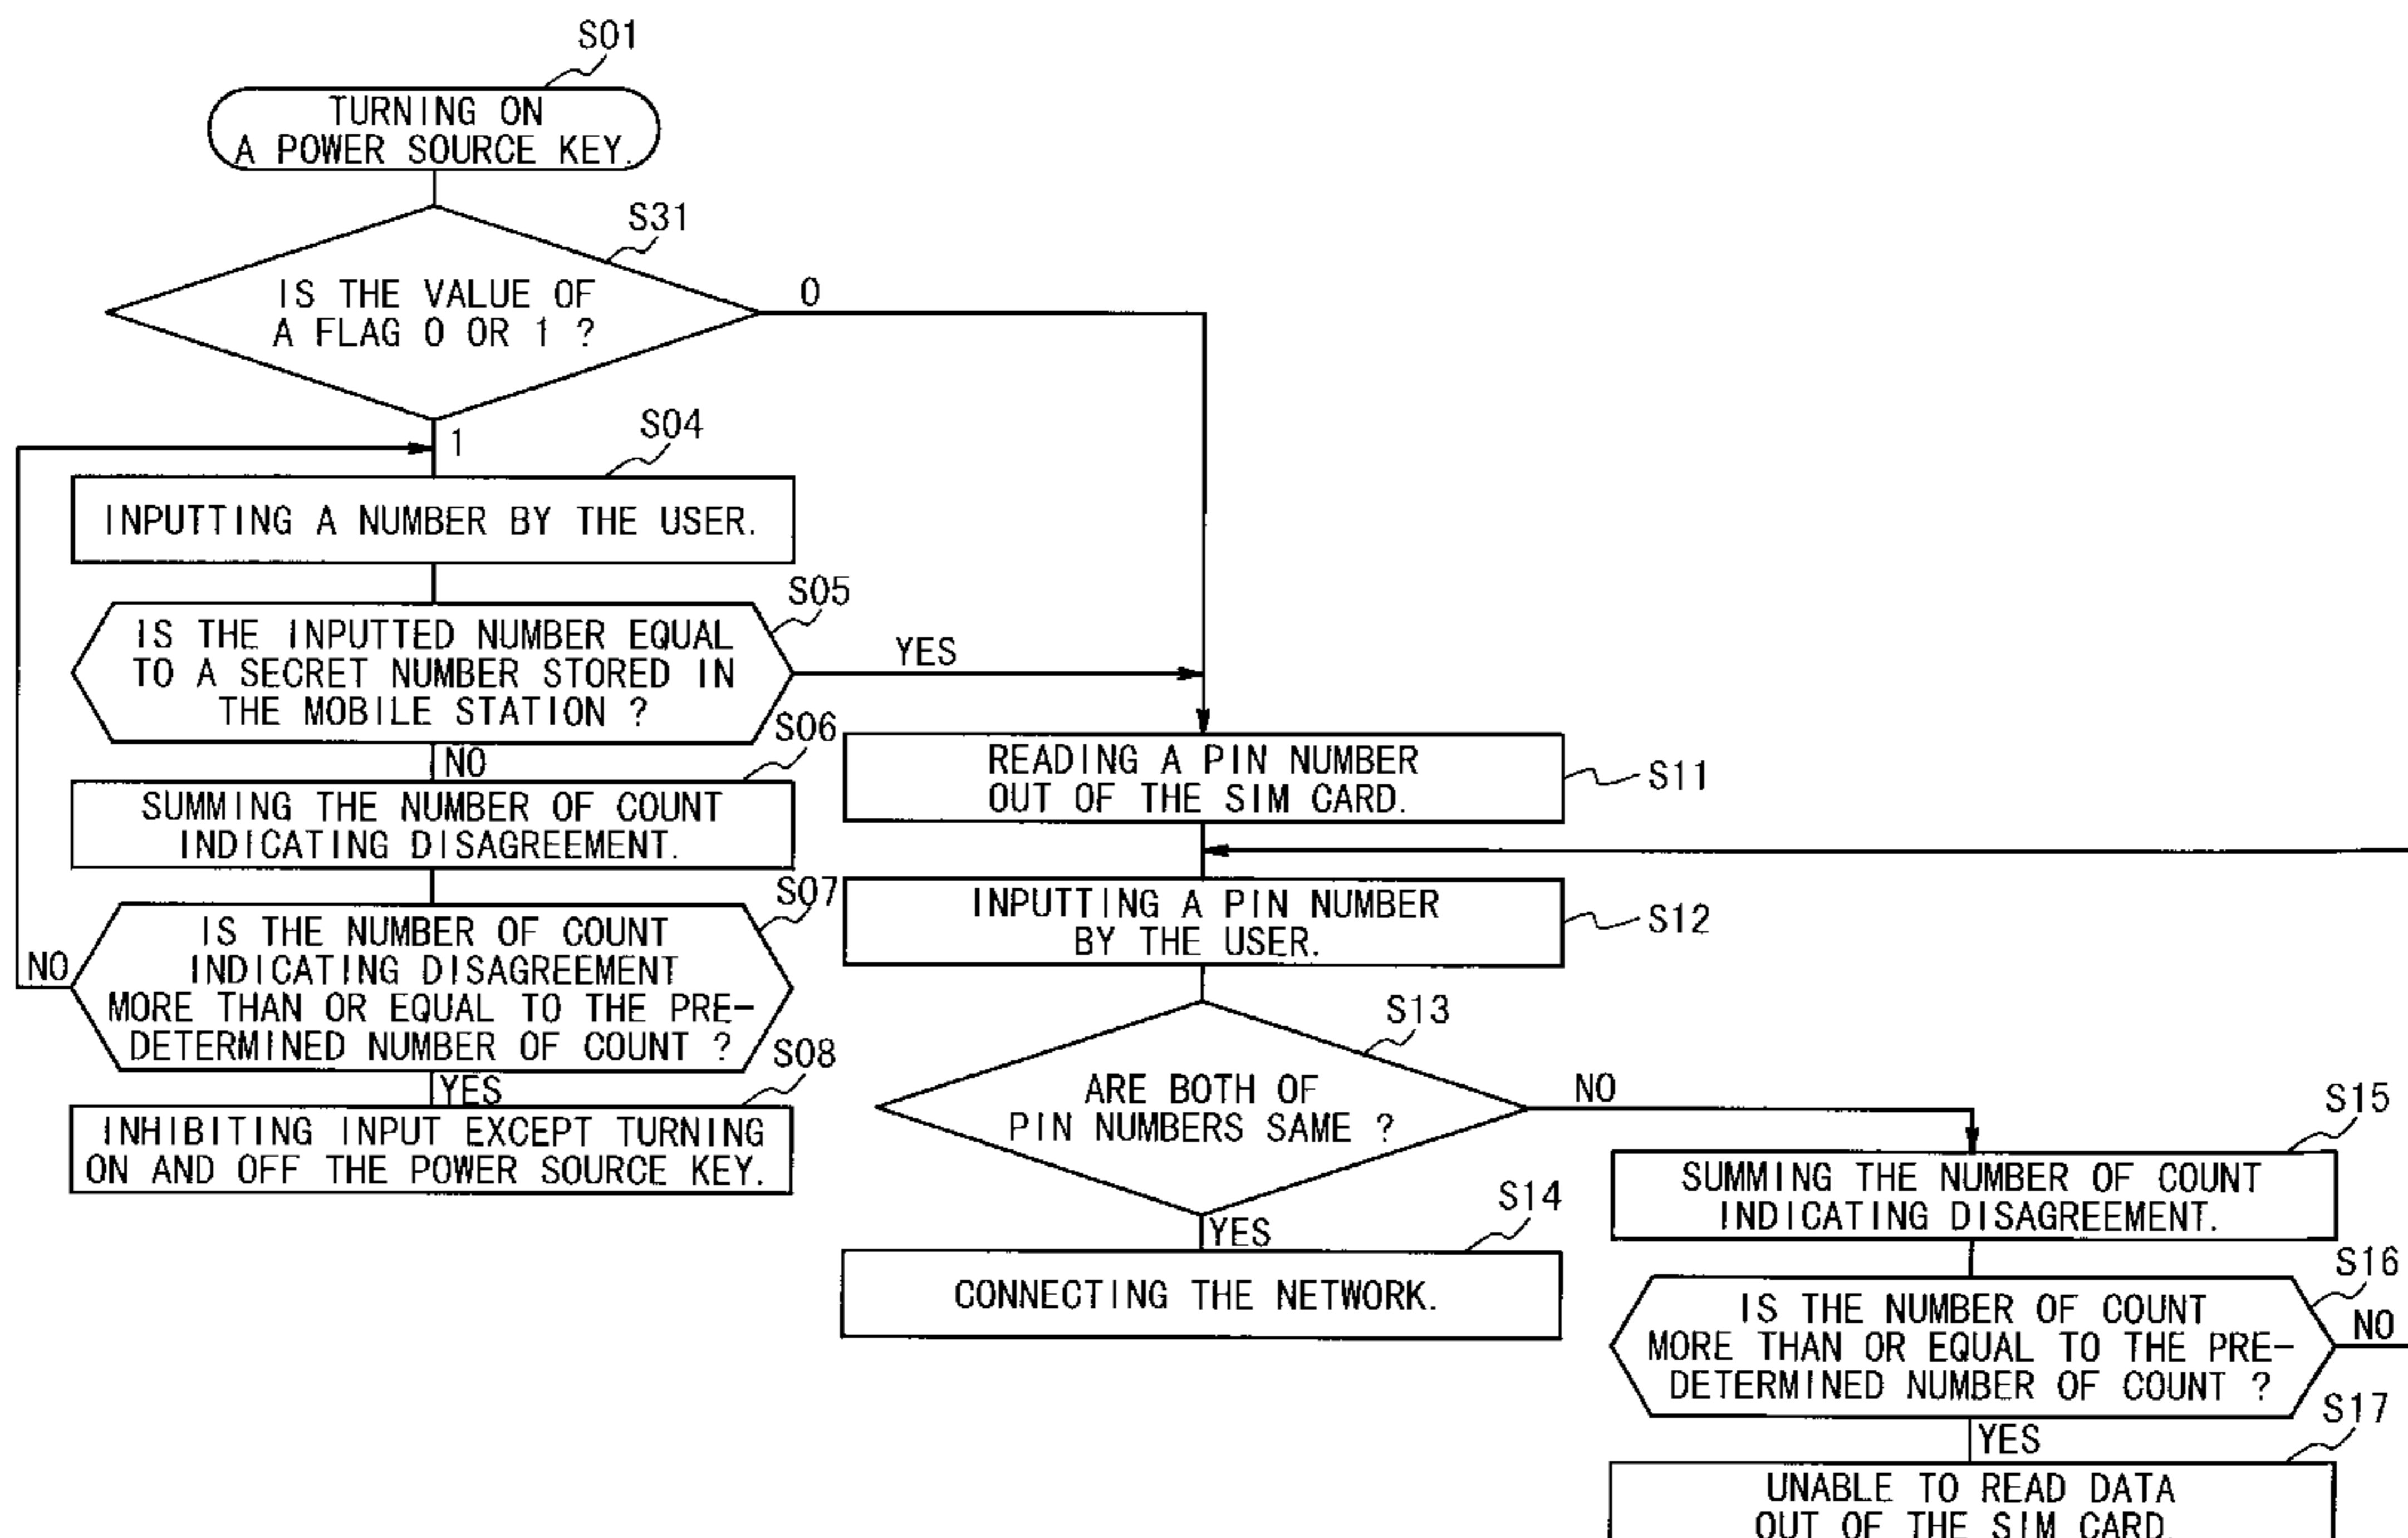 S01
TURNING ON
A POWER SOURCE KEY.
S31
IS THE VALUE OF
A FLAG 0 OR 1 ?
0
1
S04
INPUTTING A NUMBER BY THE USER.
S05
IS THE INPUTTED NUMBER EQUAL
TO A SECRET NUMBER STORED IN
THE MOBILE STATION ?
YES
NO
S06
SUMMING THE NUMBER OF COUNT
INDICATING DISAGREEMENT.
S07
IS THE NUMBER OF COUNT
INDICATING DISAGREEMENT
MORE THAN OR EQUAL TO THE PRE-
DETERMINED NUMBER OF COUNT ?
NO
YES
S08
INHIBITING INPUT EXCEPT TURNING
ON AND OFF THE POWER SOURCE KEY.
READING A PIN NUMBER
OUT OF THE SIM CARD.
S11
INPUTTING A PIN NUMBER
BY THE USER.
S12
S13
ARE BOTH OF
PIN NUMBERS SAME ?
NO
YES
S14
CONNECTING THE NETWORK.
S15
SUMMING THE NUMBER OF COUNT
INDICATING DISAGREEMENT.
S16
IS THE NUMBER OF COUNT
MORE THAN OR EQUAL TO THE PRE-
DETERMINED NUMBER OF COUNT ?
NO
YES
S17
UNABLE TO READ DATA
OUT OF THE SIM CARD.